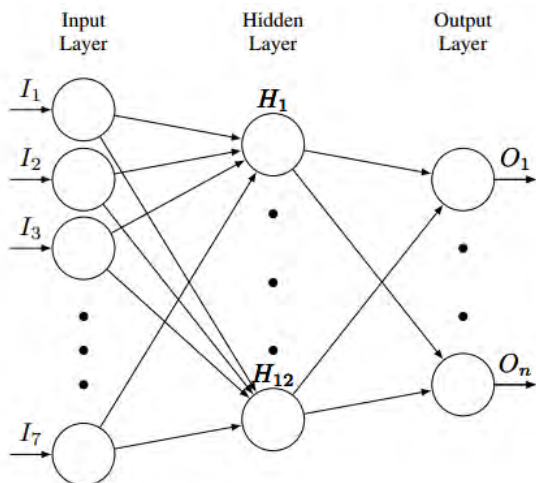 Input
Layer
Hidden
Layer
Output
Layer
I1
I2
I3
I7
H1
H12
O1
On